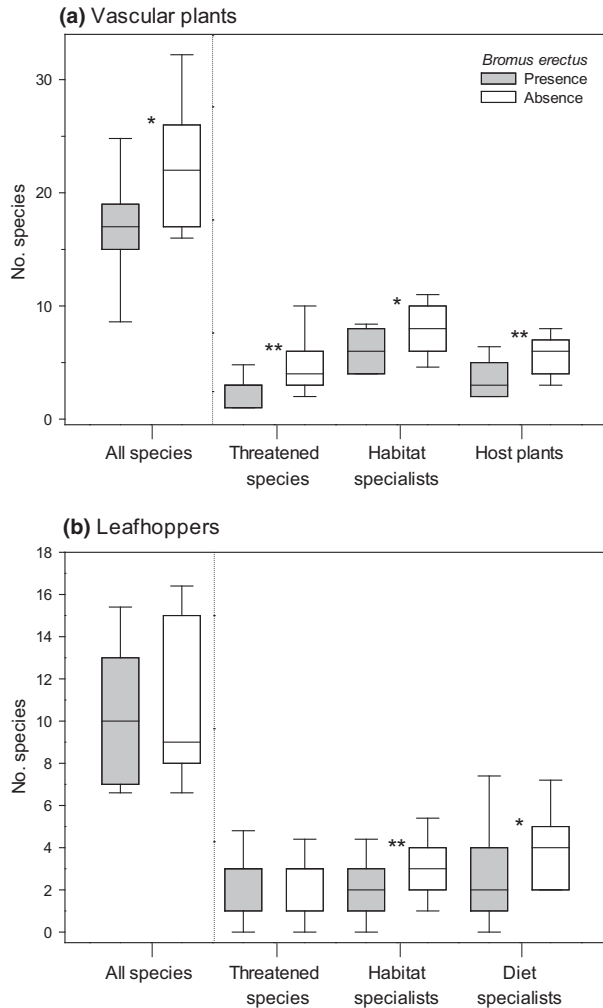 (a) Vascular plants
Bromus erectus
Presence
Absence
No. species
30
20
10
0
*
**
*
**
All species
Threatened species
Habitat specialists
Host plants
(b) Leafhoppers
No. species
18
16
14
12
10
8
6
4
2
0
**
*
All species
Threatened species
Habitat specialists
Diet specialists